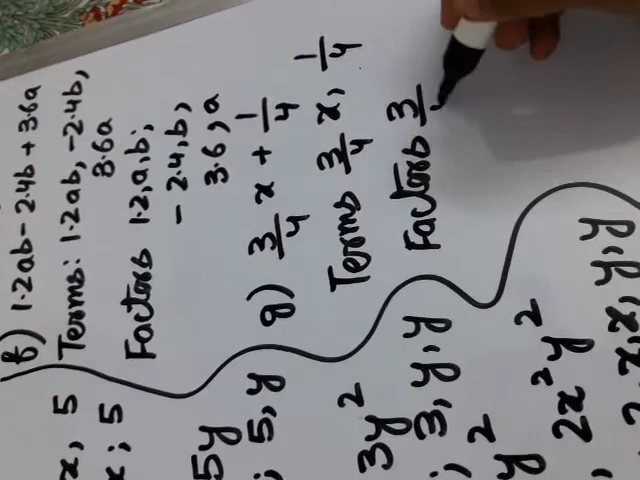 f) 1.2ab - 2.4b + 3.6a
Terms: 1.2ab, -2.4b,
3.6a
Factors 1.2, a, b;
-2.4, b,
3.6, a
g) 3/4 x + 1/4
Terms 3/4 x, 1/4
Factors 3/
x, 5
x; 5
5y
; 5, y
3y²
; 3, y, y
y²
2x²y²
, 2, x, x, y, y